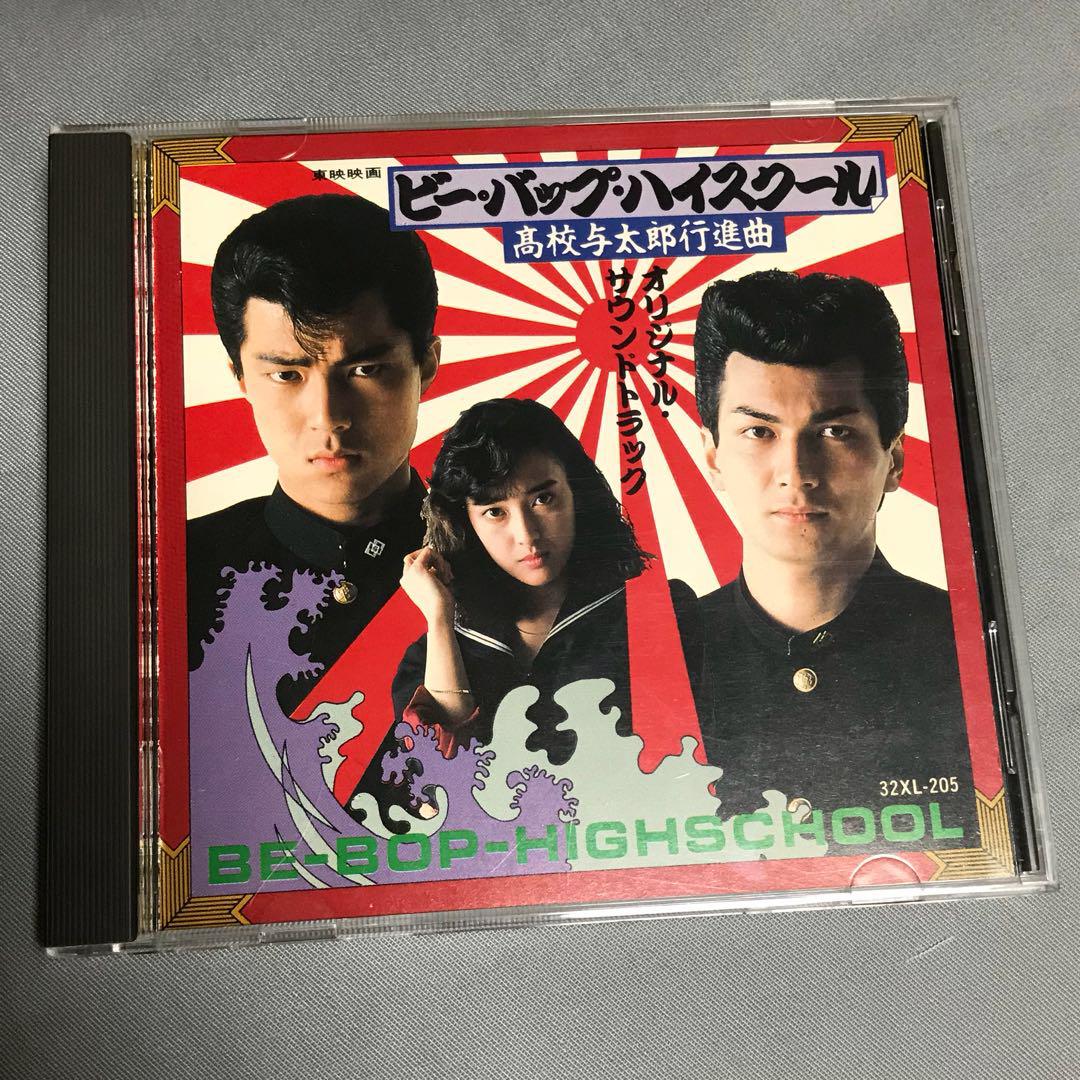 東映映画
ビー・バップ・ハイスクール
高校与太郎行進曲
オリジナル・
サウンドトラック
32XL-205
BE-BOP-HIGHSCHOOL